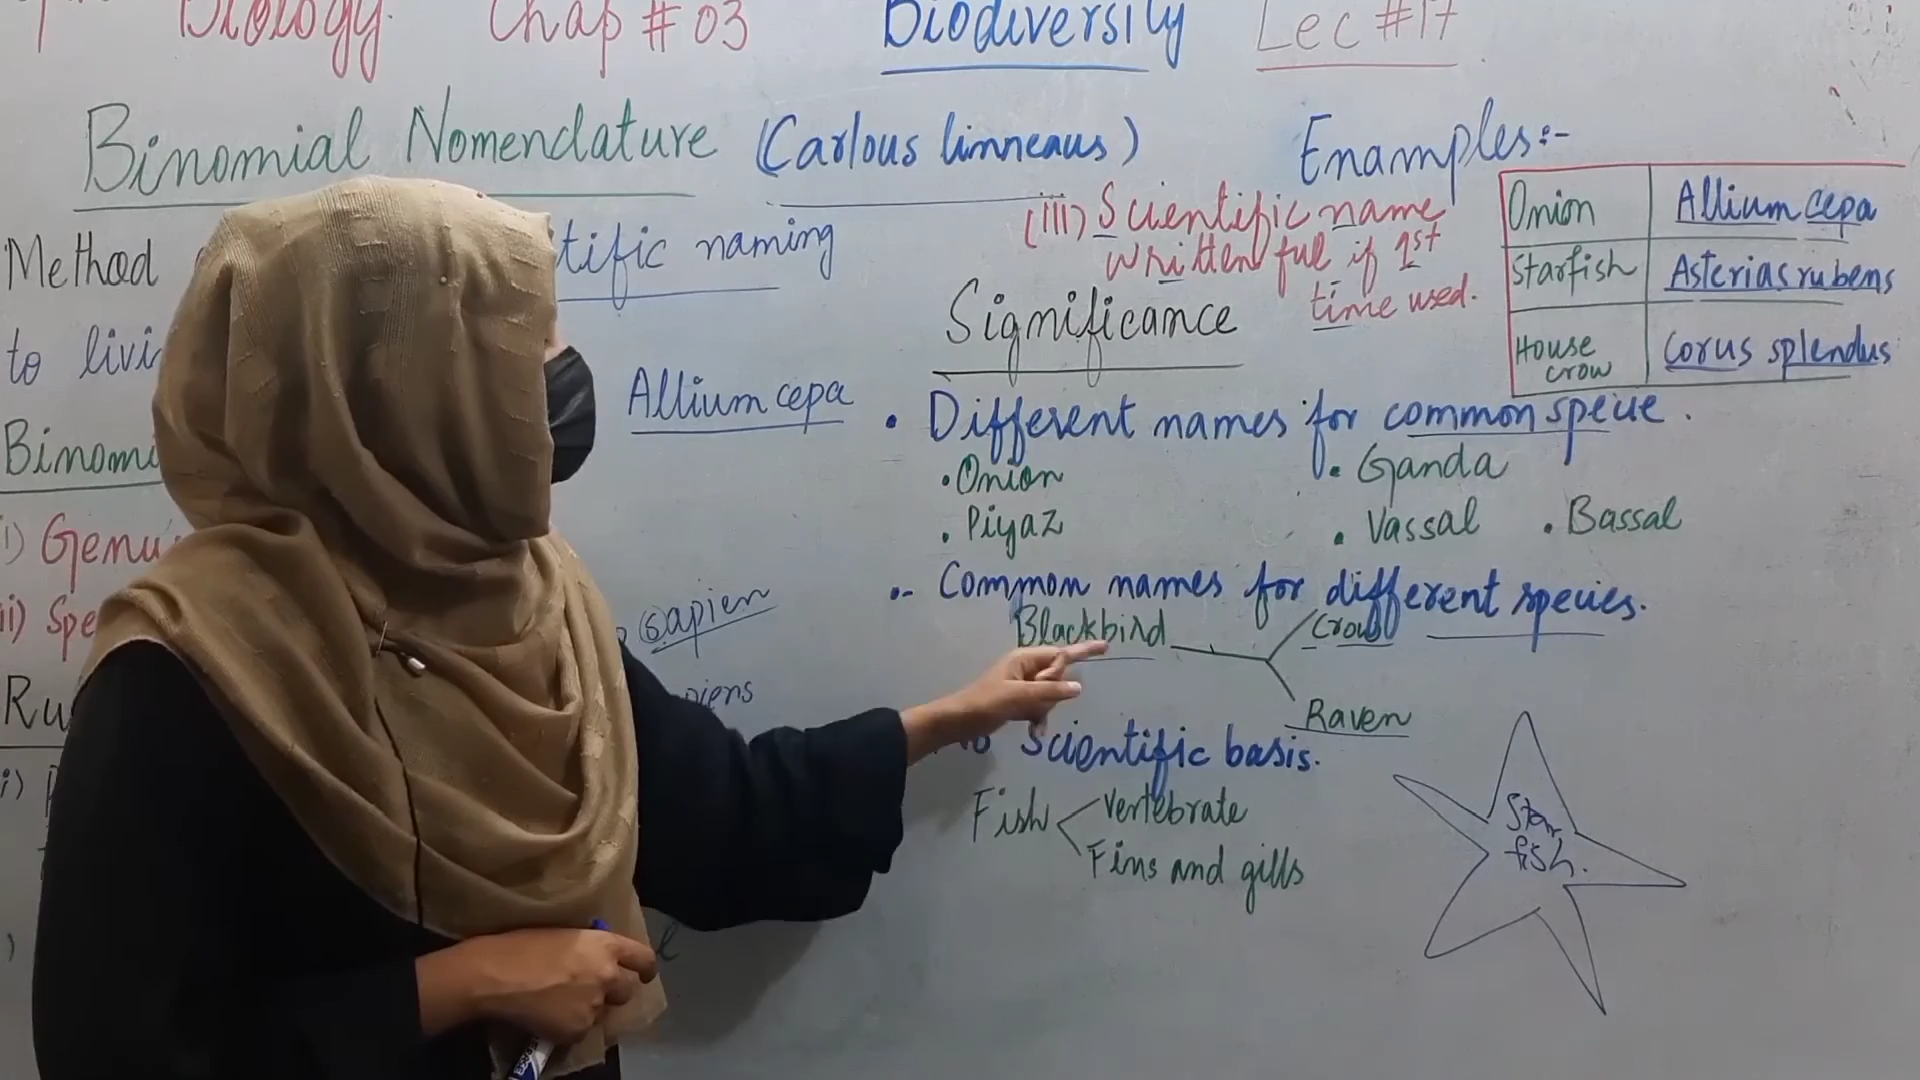 Biology Chap # 03 Biodiversity Lec # 17
Binomial Nomenclature (Carlous linneaus)
Method
tific naming
to livi
Binomi
Allium cepa
i) Genu
ii) Spe
sapien
piens
Ru
i)
(iii) Scientific name
written ful if 1st
time used.
Significance
• Different names for common specie.
• Onion • Ganda
• Piyaz • Vassal • Bassal
•- Common names for different species.
Blackbird Crow
Raven
Scientific basis.
Fish Vertebrate
Fins and gills
Star
fish.
Enamples:-
Onion Allium cepa
Starfish Asterias rubens
House
crow Corus splendus